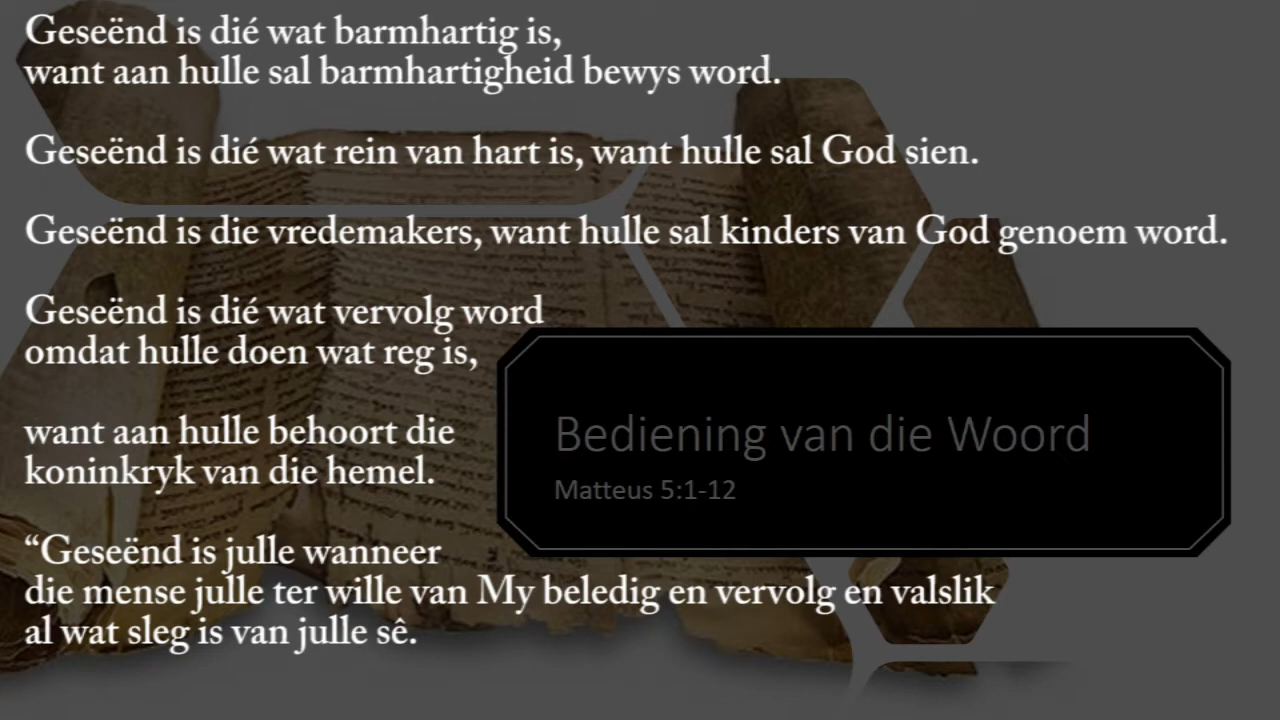 Geseënd is dié wat barmhartig is,
want aan hulle sal barmhartigheid bewys word.
Geseënd is dié wat rein van hart is, want hulle sal God sien.
Geseënd is die vredemakers, want hulle sal kinders van God genoem word.
Geseënd is dié wat vervolg word
omdat hulle doen wat reg is,
want aan hulle behoort die
koninkryk van die hemel.
“Geseënd is julle wanneer
die mense julle ter wille van My beledig en vervolg en valslik
al wat sleg is van julle sê.
Bediening van die Woord
Matteus 5:1-12